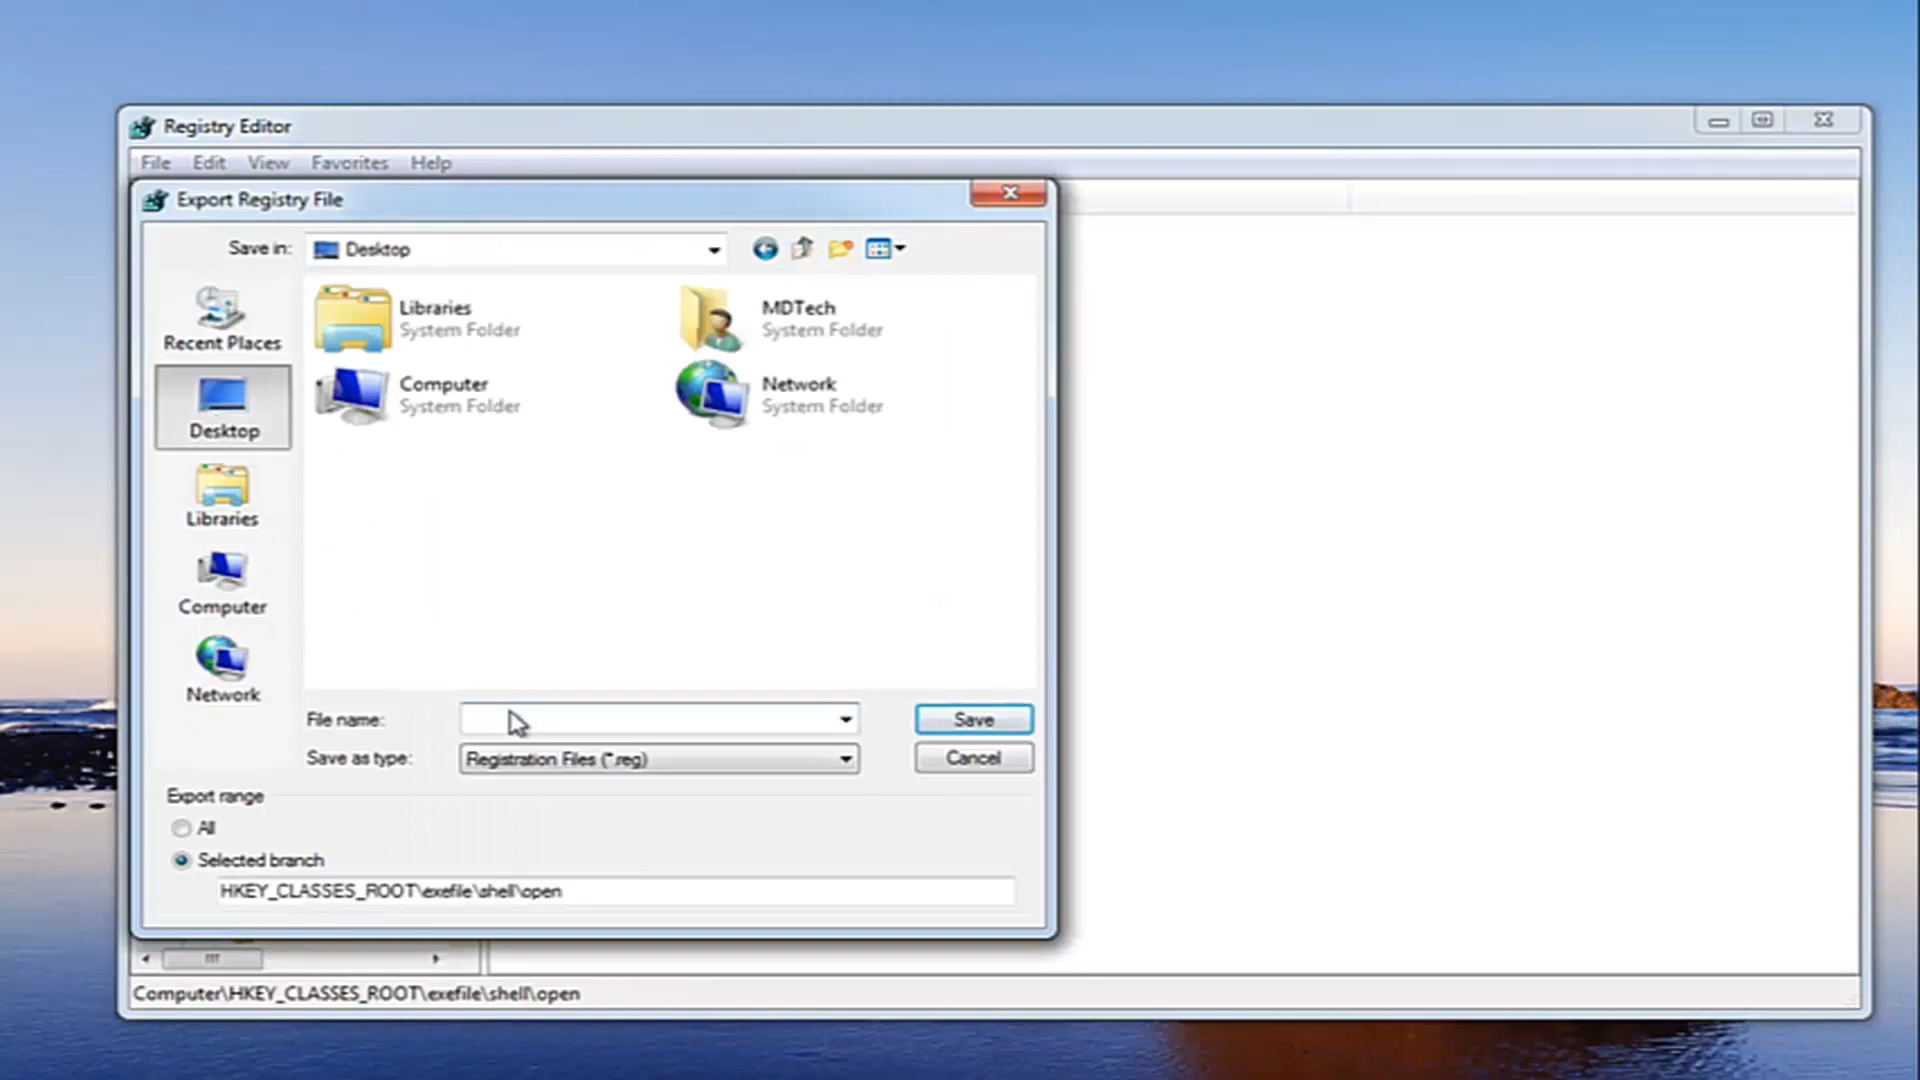 Registry Editor
File Edit View Favorites Help
Export Registry File
Save in: Desktop
Recent Places
Desktop
Libraries
Computer
Network
Libraries
System Folder
MDTech
System Folder
Computer
System Folder
Network
System Folder
File name:
Save
Save as type: Registration Files (*.reg)
Cancel
Export range
All
Selected branch
HKEY_CLASSES_ROOT\exefile\shell\open
Computer\HKEY_CLASSES_ROOT\exefile\shell\open